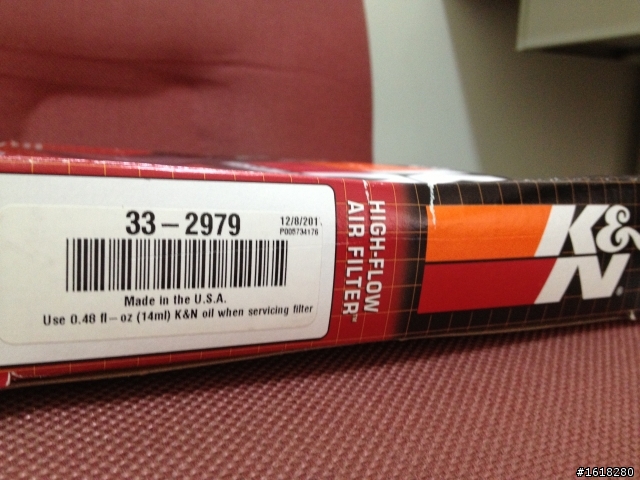 33-2979
12/8/201
P005734176
Made in the U.S.A.
Use 0.48 fl-oz (14ml) K&N oil when servicing filter
HIGH-FLOW
AIR FILTER™
K&N®
#1618280